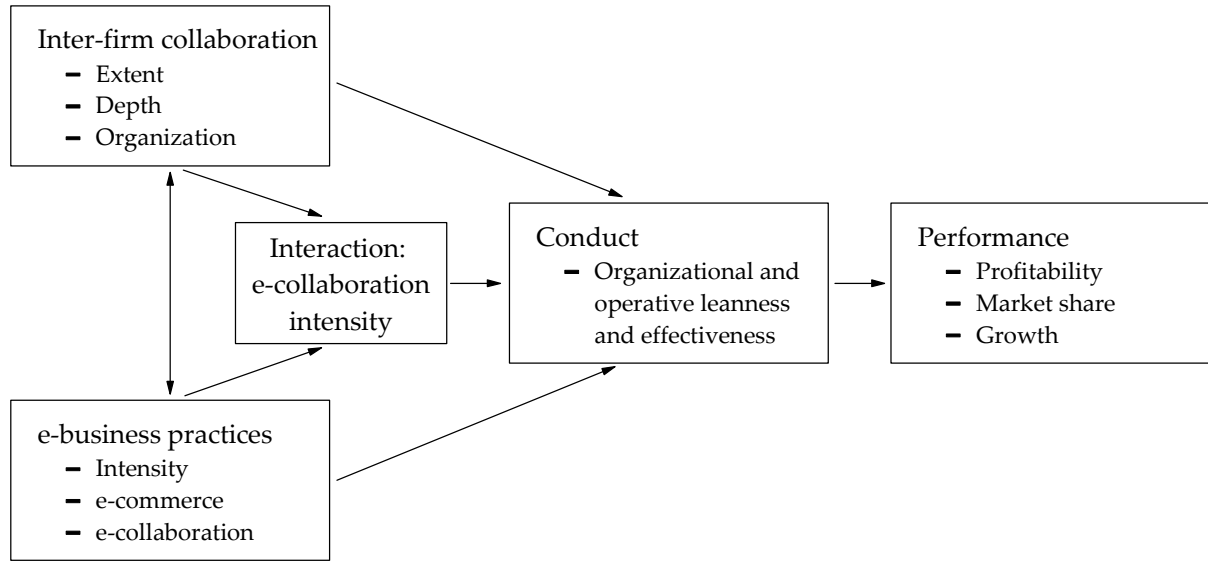 Inter-firm collaboration
– Extent
– Depth
– Organization
Interaction:
e-collaboration
intensity
e-business practices
– Intensity
– e-commerce
– e-collaboration
Conduct
– Organizational and
operative leanness
and effectiveness
Performance
– Profitability
– Market share
– Growth